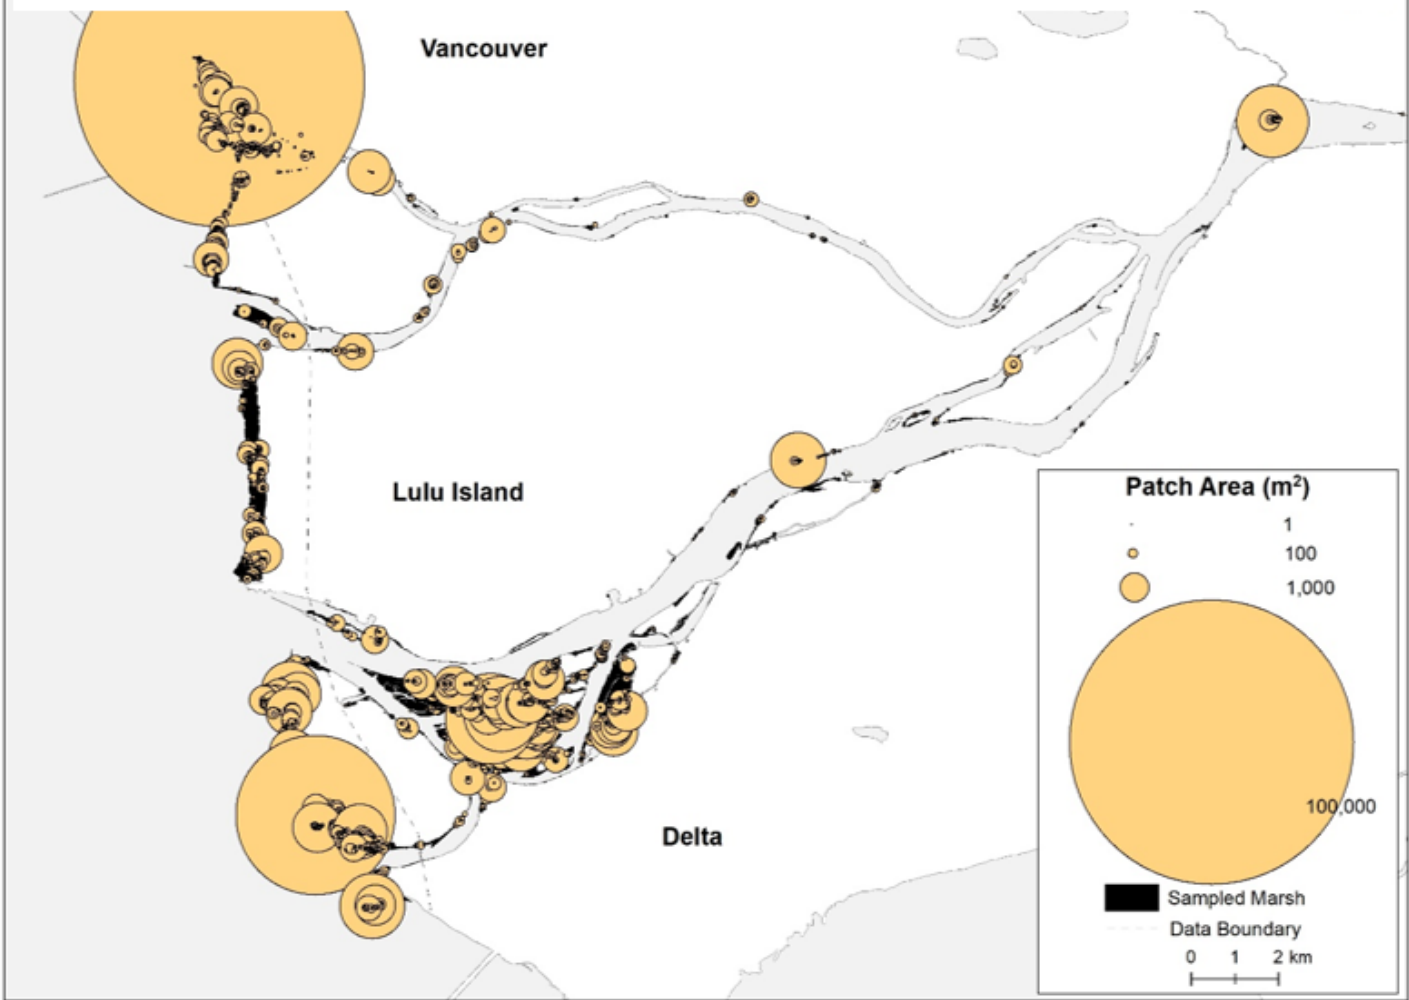 Vancouver
Lulu Island
Delta
Patch Area (m²)
1
100
1,000
100,000
Sampled Marsh
Data Boundary
0 1 2 km